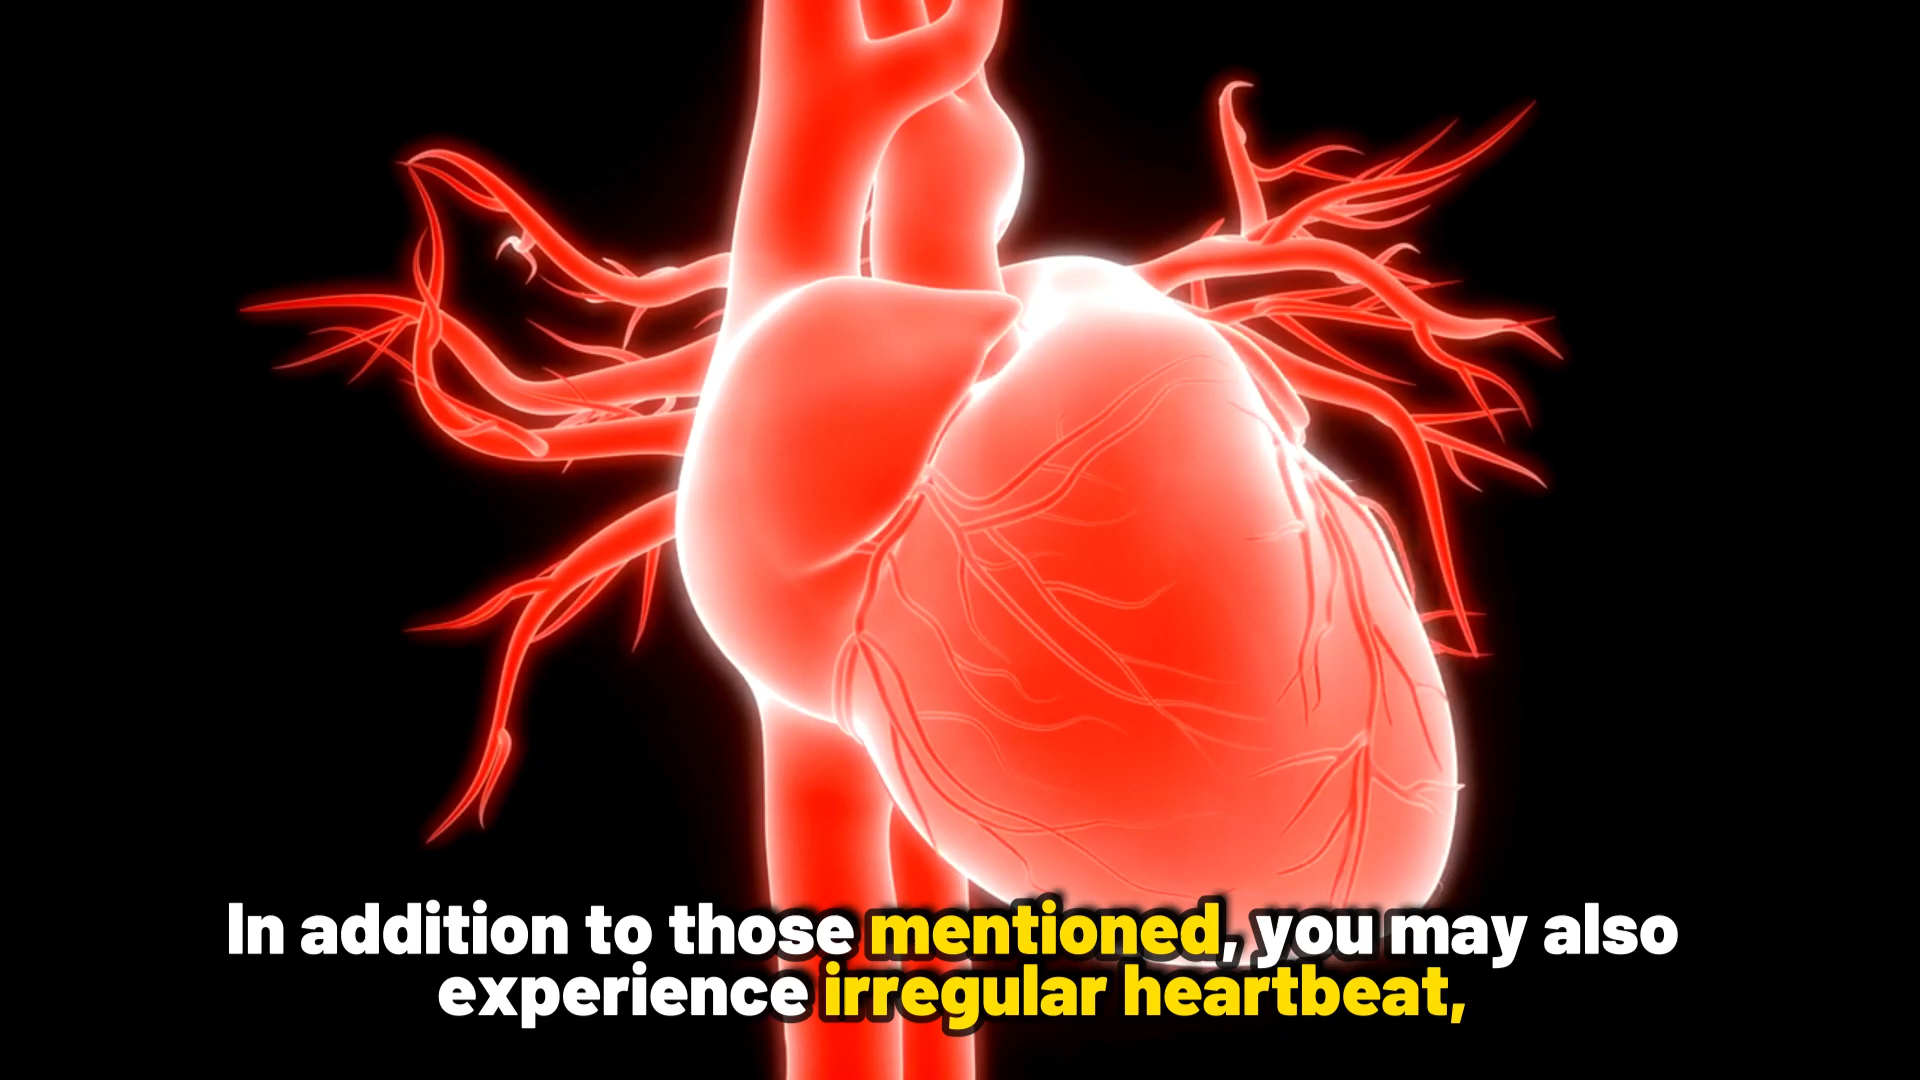 In addition to those mentioned, you may also
experience irregular heartbeat,